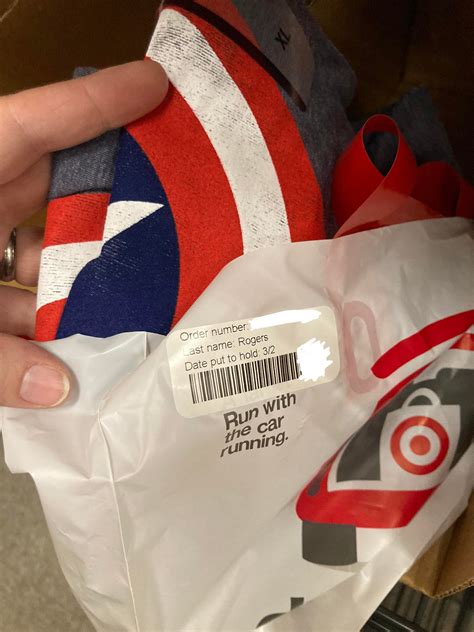 XL
Order number:
Last name: Rogers
Date put to hold: 3/2
Run with
the car
running.